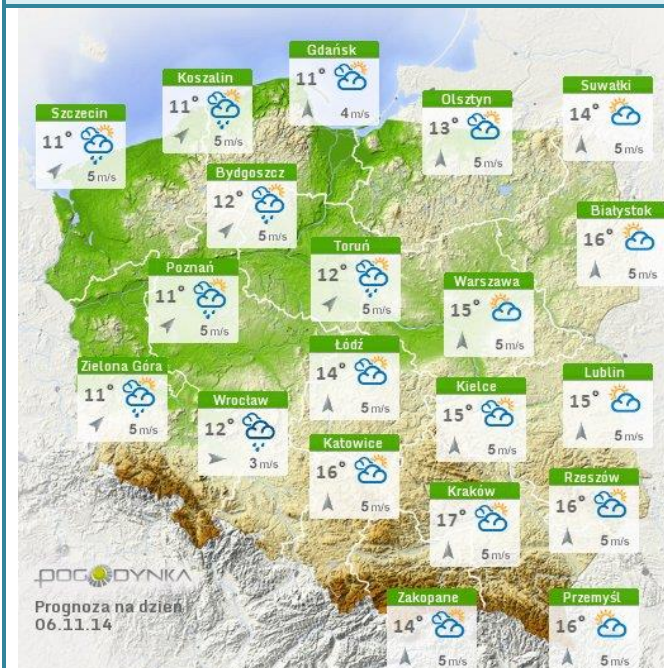 Gdańsk
11°
4 m/s
Koszalin
11°
5 m/s
Suwałki
14°
5 m/s
Olsztyn
13°
5 m/s
Szczecin
11°
5 m/s
Bydgoszcz
12°
5 m/s
Białystok
16°
5 m/s
Toruń
12°
5 m/s
Poznań
11°
5 m/s
Warszawa
15°
5 m/s
Łódź
14°
5 m/s
Zielona Góra
11°
5 m/s
Lublin
15°
5 m/s
Kielce
15°
5 m/s
Wrocław
12°
3 m/s
Katowice
16°
5 m/s
Rzeszów
16°
5 m/s
Kraków
17°
5 m/s
POGODYNKA
Prognoza na dzień
06.11.14
Zakopane
14°
5 m/s
Przemyśl
16°
5 m/s